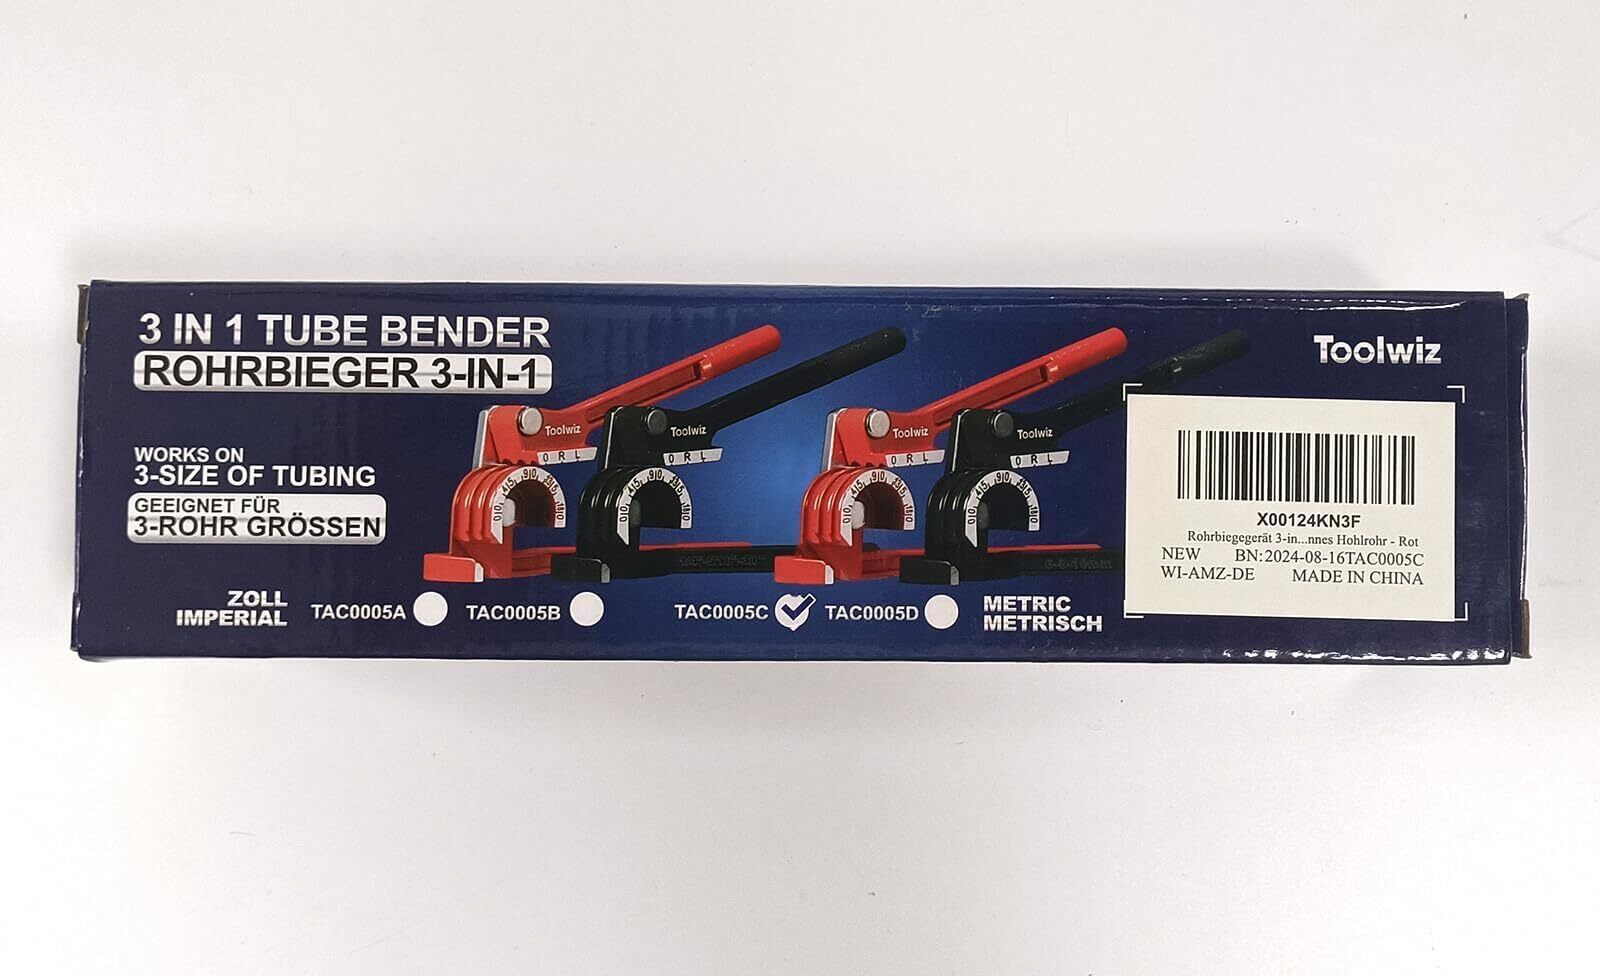 3 IN 1 TUBE BENDER
ROHRBIEGER 3-IN-1
WORKS ON
3-SIZE OF TUBING
GEEIGNET FÜR
3-ROHR GRÖSSEN
Toolwiz
Toolwiz
Toolwiz
Toolwiz
O R L
O R L
O R L
O R L
ZOLL
IMPERIAL
TAC0005A
TAC0005B
TAC0005C
TAC0005D
METRIC
METRISCH
Toolwiz
X00124KN3F
Rohrbiegegerät 3-in...nnes Hohlrohr - Rot
NEW BN:2024-08-16TAC0005C
WI-AMZ-DE MADE IN CHINA